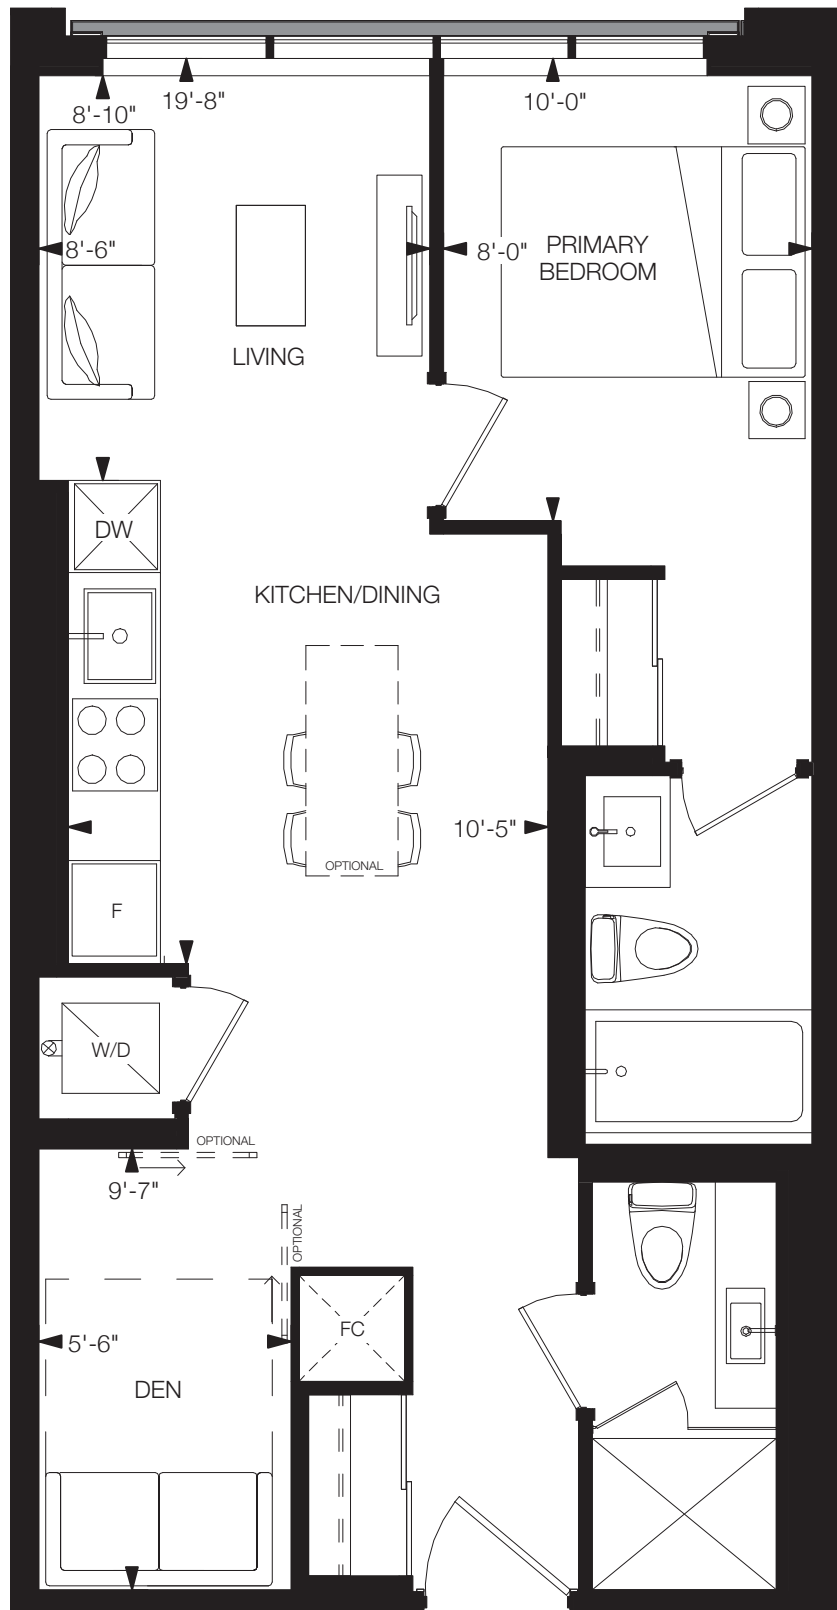 8'-10"
19'-8"
10'-0"
8'-6"
8'-0"
PRIMARY
BEDROOM
LIVING
DW
KITCHEN/DINING
10'-5"
OPTIONAL
F
W/D
OPTIONAL
9'-7"
OPTIONAL
FC
5'-6"
DEN